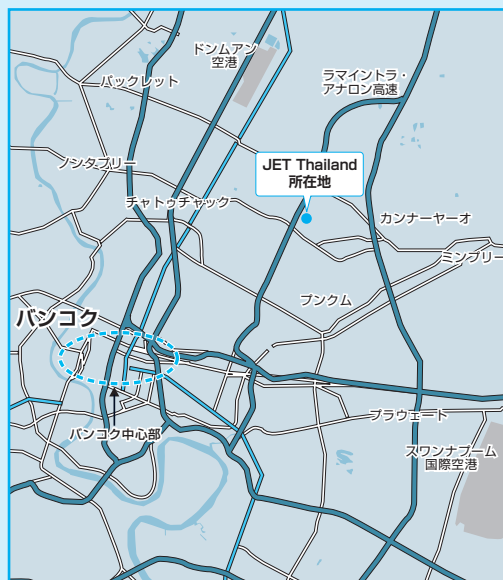 ドンムアン
空港
ラマイントラ・
アナロン高速
パックレット
JET Thailand
所在地
ノンタブリー
チャトゥチャック
カンナーヤーオ
ミンブリー
ブンクム
バンコク
プラウェート
バンコク中心部
スワンナプーム
国際空港